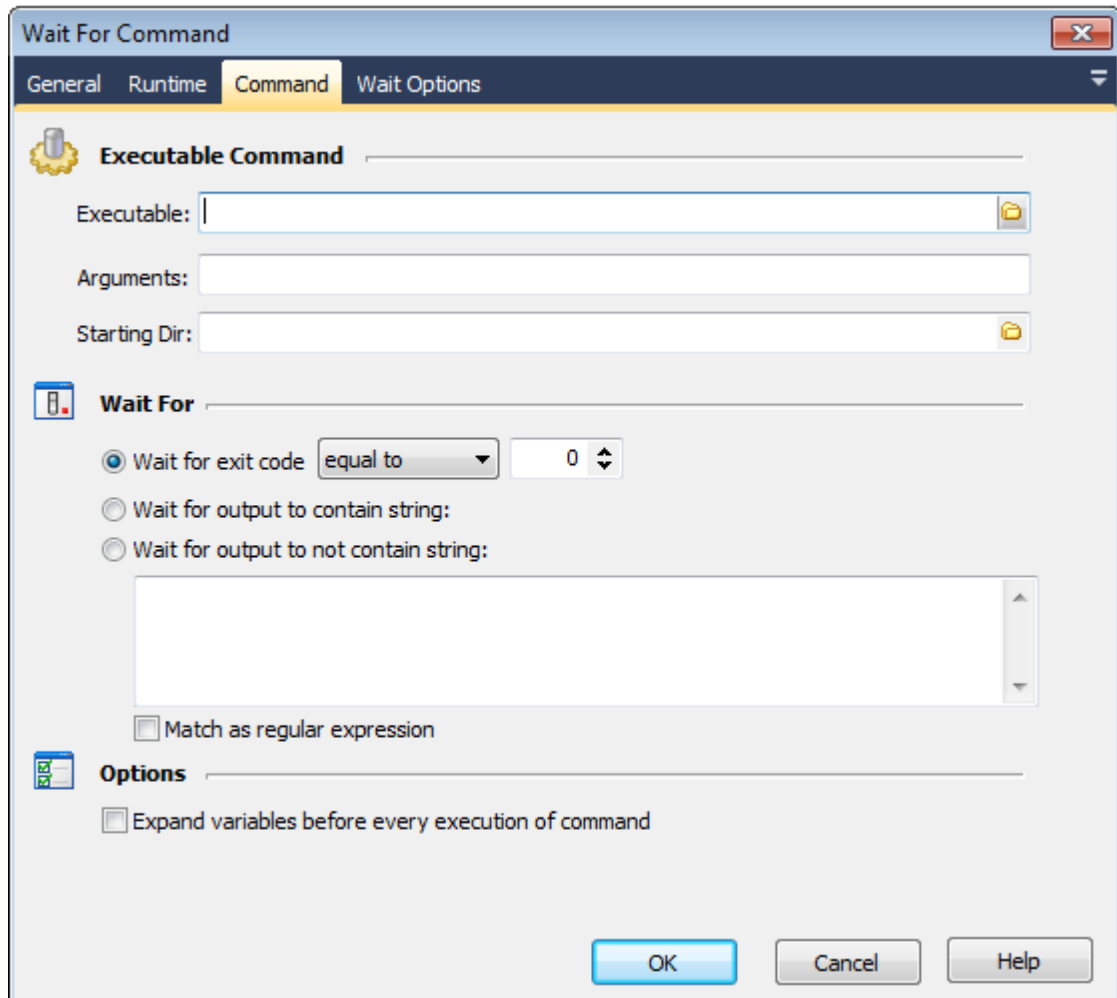 Wait For Command
General Runtime Command Wait Options
Executable Command
Executable:
Arguments:
Starting Dir:
Wait For
Wait for exit code equal to 0
Wait for output to contain string:
Wait for output to not contain string:
Match as regular expression
Options
Expand variables before every execution of command
OK Cancel Help